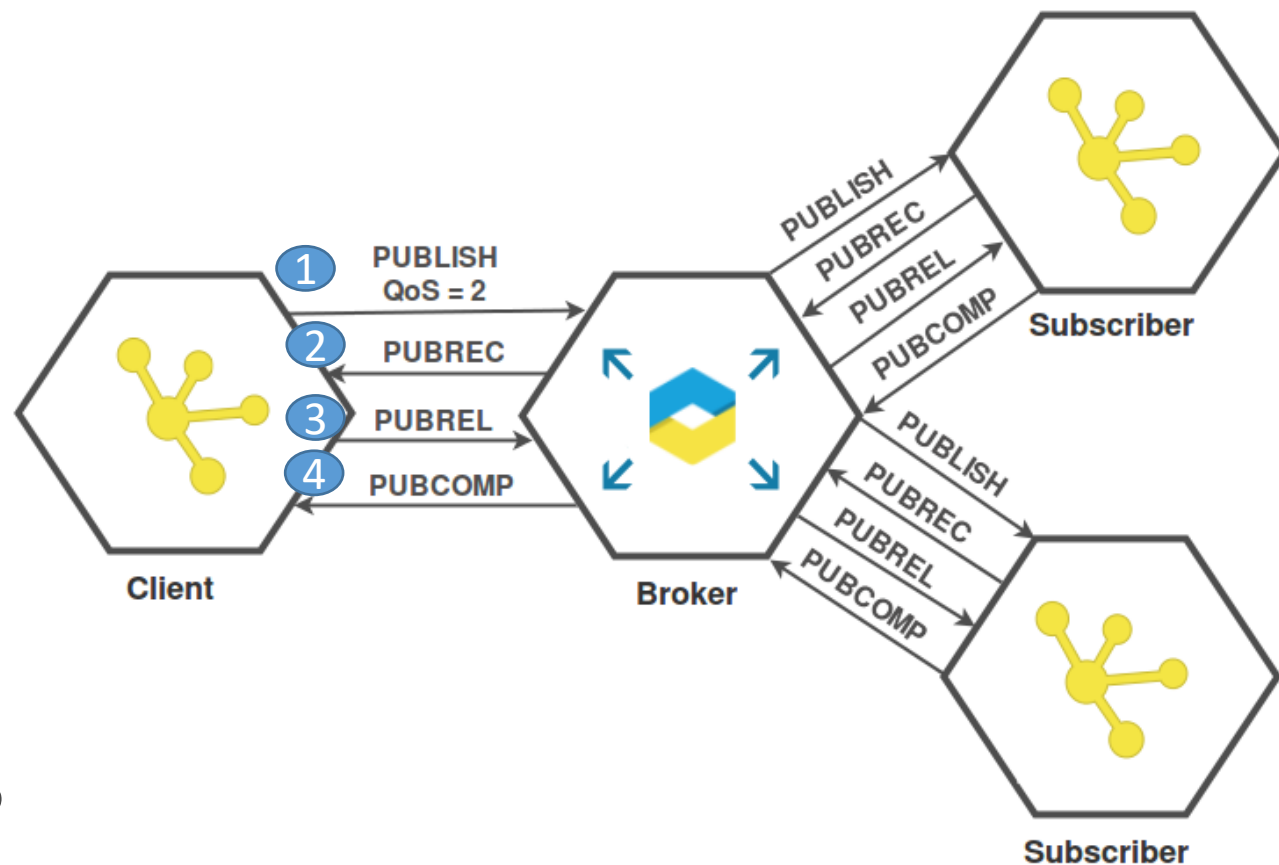 1
PUBLISH
QoS = 2
2
PUBREC
3
PUBREL
4
PUBCOMP
Client
Broker
PUBLISH
PUBREC
PUBREL
PUBCOMP
Subscriber
PUBLISH
PUBREC
PUBREL
PUBCOMP
Subscriber
)